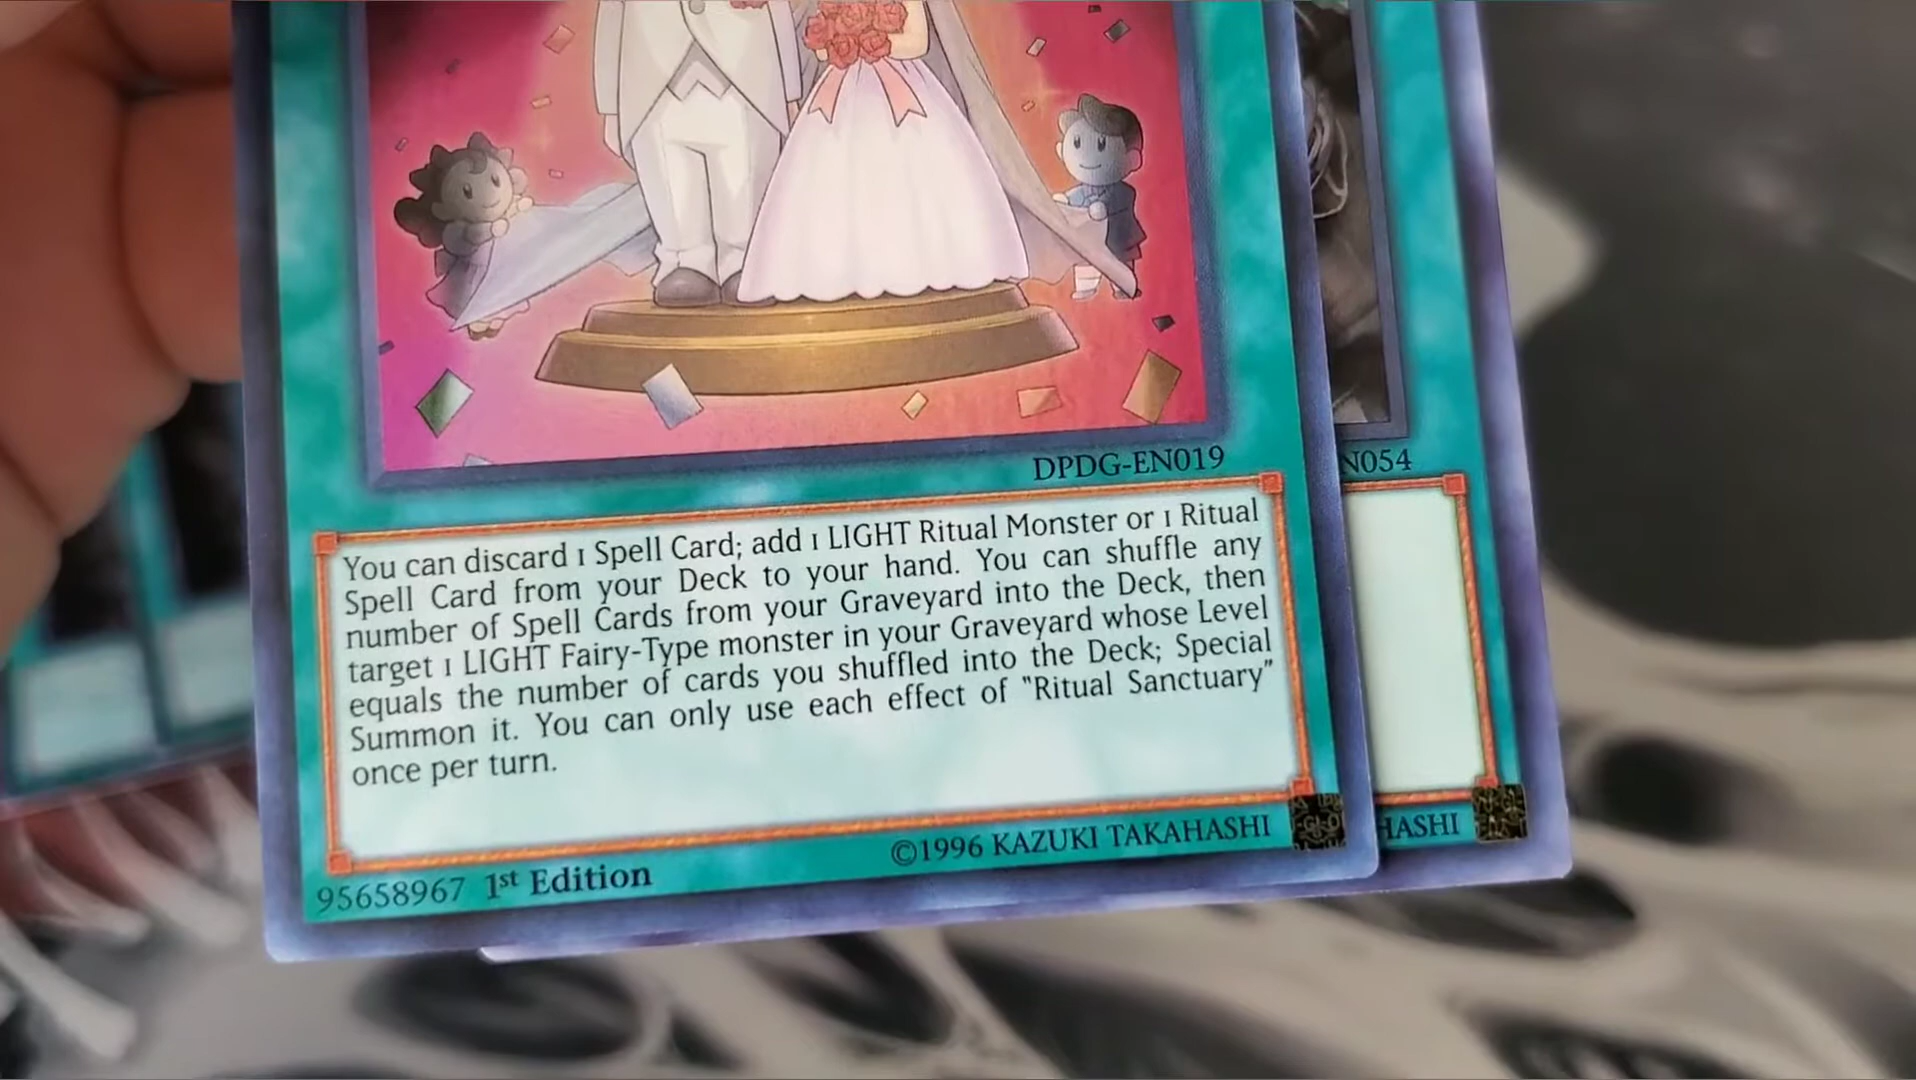 DPDG-EN019
N054
You can discard 1 Spell Card; add 1 LIGHT Ritual Monster or 1 Ritual
Spell Card from your Deck to your hand. You can shuffle any
number of Spell Cards from your Graveyard into the Deck, then
target 1 LIGHT Fairy-Type monster in your Graveyard whose Level
equals the number of cards you shuffled into the Deck; Special
Summon it. You can only use each effect of "Ritual Sanctuary"
once per turn.
95658967 1st Edition
©1996 KAZUKI TAKAHASHI
HASHI